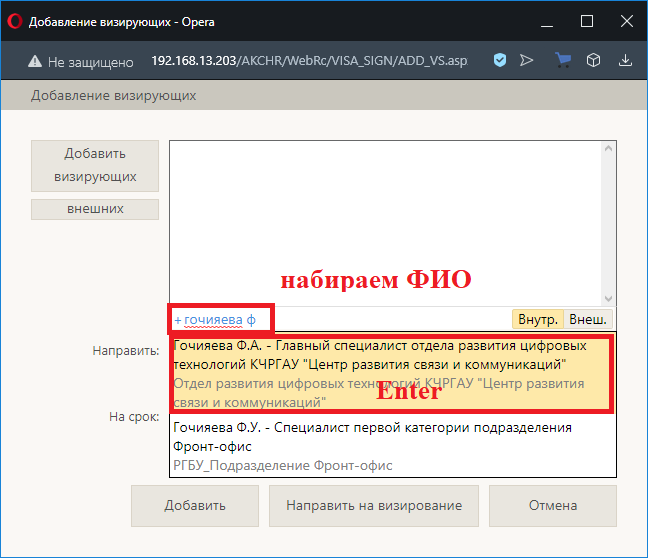 Добавление визирующих - Opera
Не защищено 192.168.13.203/AKCHR/WebRc/VISA_SIGN/ADD_VS.asp
Добавление визирующих
Добавить
визирующих
внешних
набираем ФИО
+ гочияева ф
Внутр. Внеш.
Направить:
Гочияева Ф.А. - Главный специалист отдела развития цифровых
технологий КЧРГАУ "Центр развития связи и коммуникаций"
Отдел развития цифровых технологий КЧРГАУ "Центр развития
связи и коммуникаций"
Enter
На срок:
Гочияева Ф.У. - Специалист первой категории подразделения
Фронт-офис
РГБУ_Подразделение Фронт-офис
Добавить
Направить на визирование
Отмена